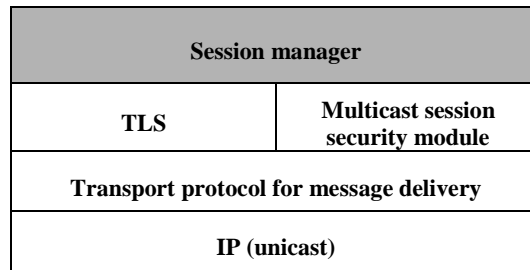 Session manager
TLS
Multicast session
security module
Transport protocol for message delivery
IP (unicast)